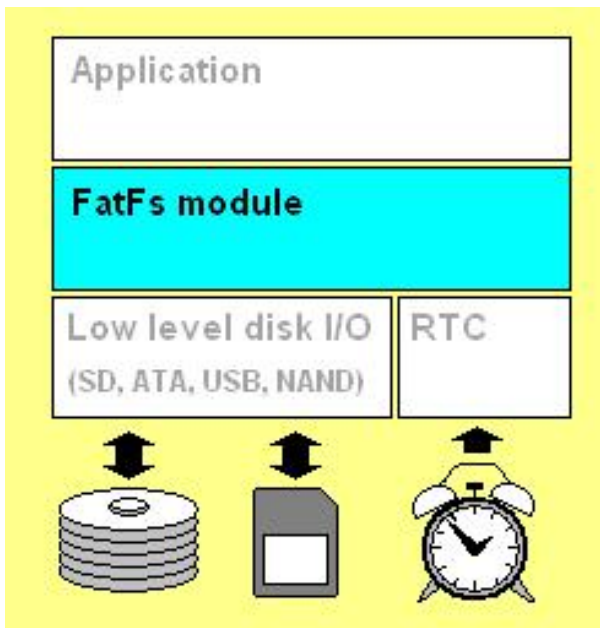 Application
FatFs module
Low level disk I/O
(SD, ATA, USB, NAND)
RTC